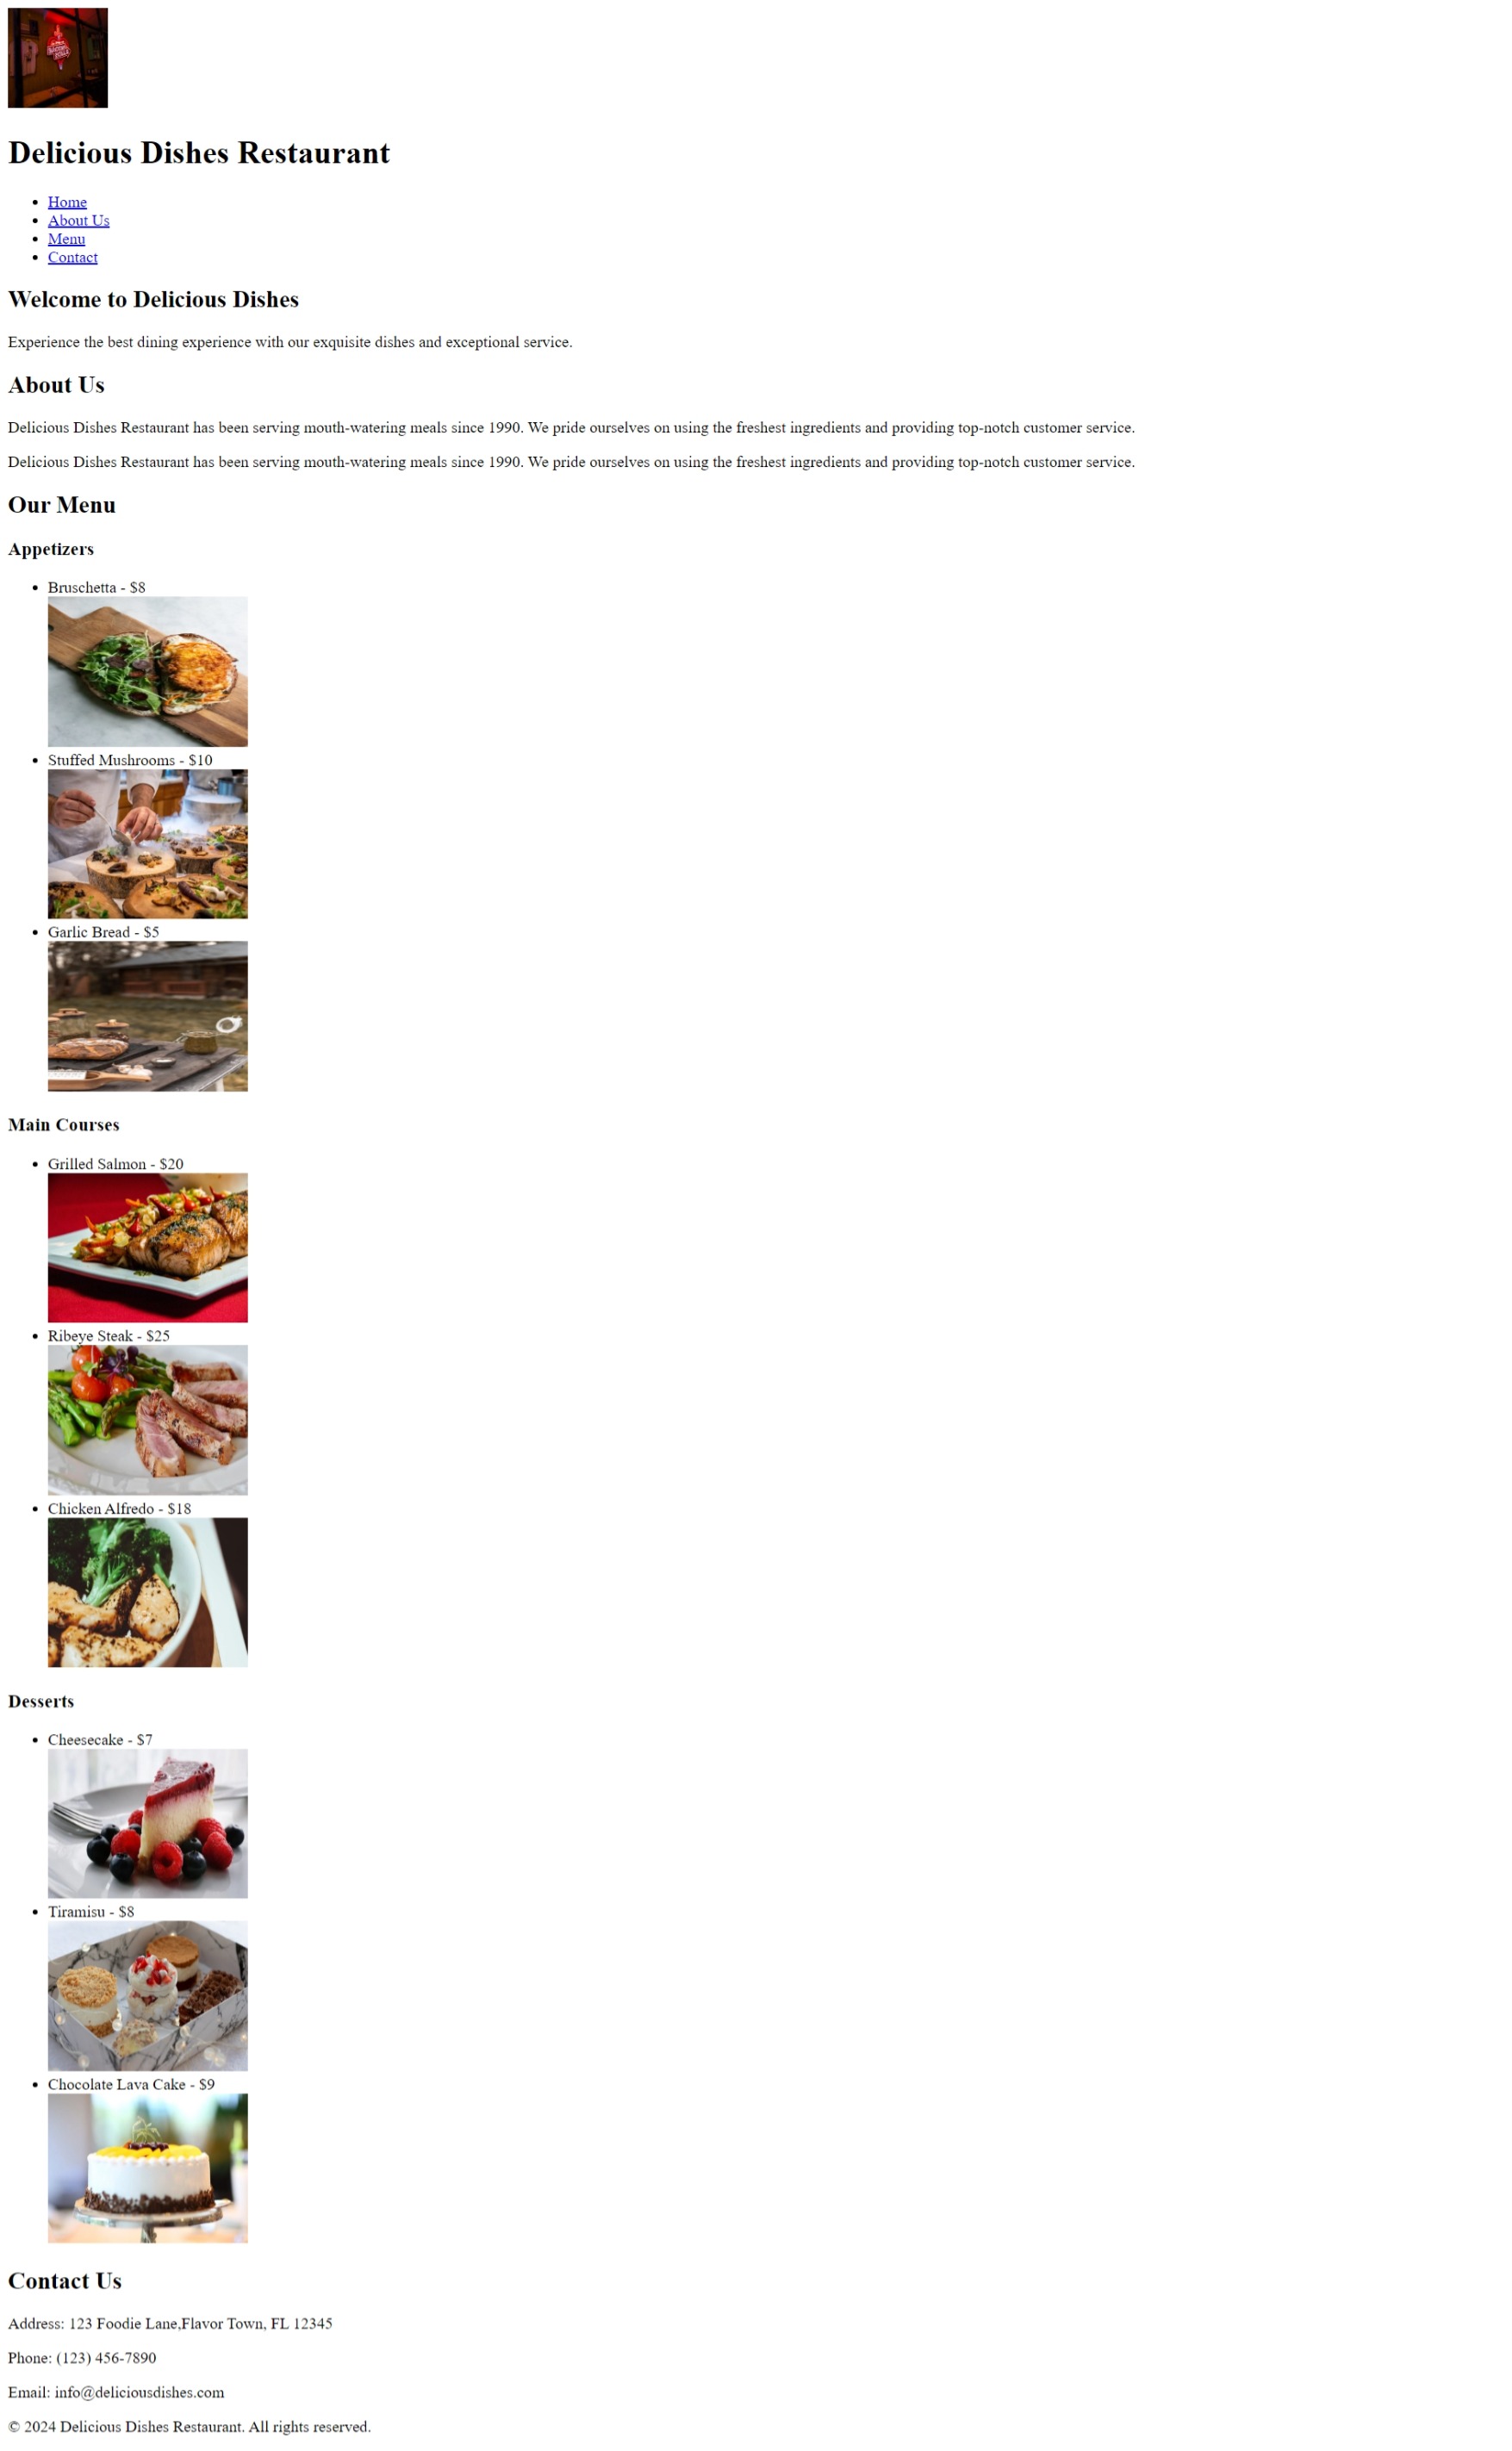 Delicious Dishes Restaurant
Home
About Us
Menu
Contact
Welcome to Delicious Dishes
Experience the best dining experience with our exquisite dishes and exceptional service.
About Us
Delicious Dishes Restaurant has been serving mouth-watering meals since 1990. We pride ourselves on using the freshest ingredients and providing top-notch customer service.
Delicious Dishes Restaurant has been serving mouth-watering meals since 1990. We pride ourselves on using the freshest ingredients and providing top-notch customer service.
Our Menu
Appetizers
Bruschetta - $8
Stuffed Mushrooms - $10
Garlic Bread - $5
Main Courses
Grilled Salmon - $20
Ribeye Steak - $25
Chicken Alfredo - $18
Desserts
Cheesecake - $7
Tiramisu - $8
Chocolate Lava Cake - $9
Contact Us
Address: 123 Foodie Lane,Flavor Town, FL 12345
Phone: (123) 456-7890
Email: info@deliciousdishes.com
© 2024 Delicious Dishes Restaurant. All rights reserved.